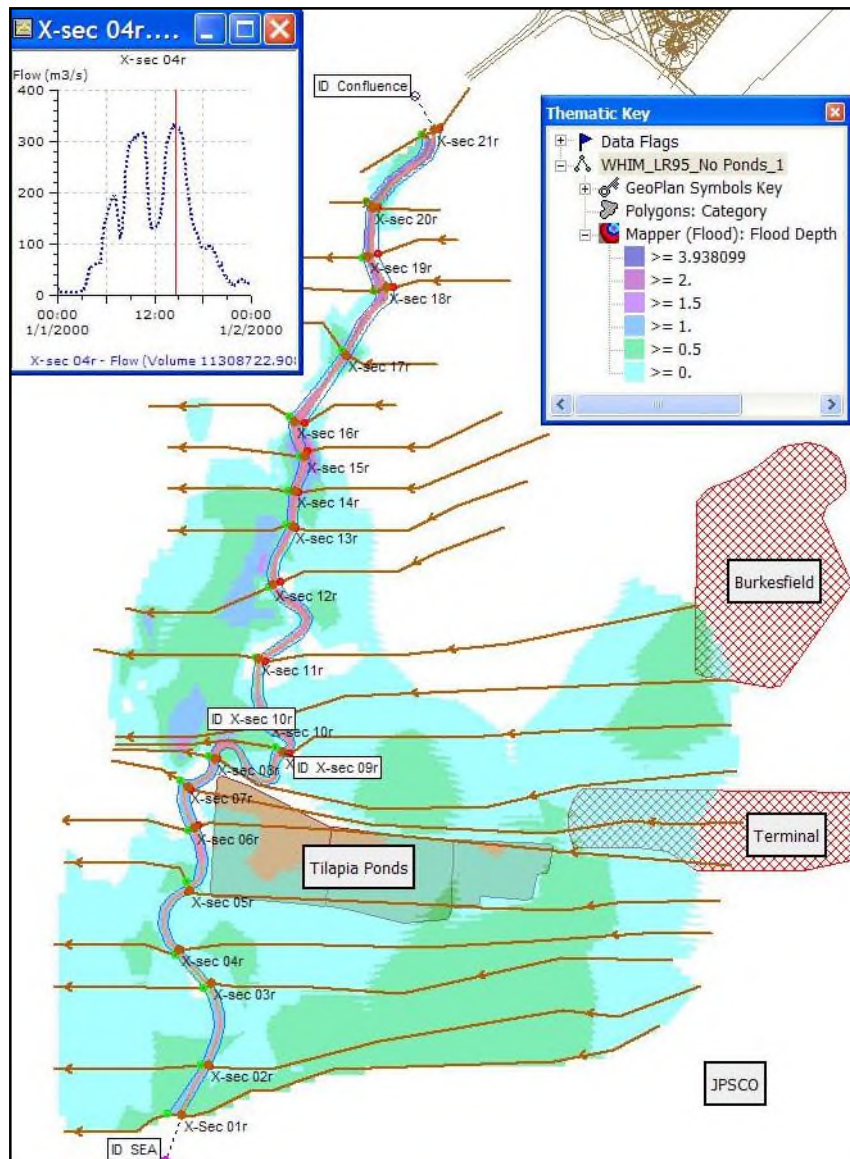 X-sec 04r....
X-sec 04r
Flow (m3/s)
400
300
200
100
0
00:00
12:00
00:00
1/1/2000
1/2/2000
X-sec 04r - Flow (Volume 11308722.90
ID Confluence
Thematic Key
Data Flags
WHIM_LR95_No Ponds_1
GeoPlan Symbols Key
Polygons: Category
Mapper (Flood): Flood Depth
>= 3.938099
>= 2.
>= 1.5
>= 1.
>= 0.5
>= 0.
X-sec 21r
X-sec 20r
X-sec 19r
X-sec 18r
X-sec 17r
X-sec 16r
X-sec 15r
X-sec 14r
X-sec 13r
X-sec 12r
Burkesfield
X-sec 11r
ID X-sec 10r
X-sec 10r
ID X-sec 09r
X-sec 07r
X-sec 06r
Terminal
Tilapia Ponds
X-sec 05r
X-sec 04r
X-sec 03r
X-sec 02r
JPSCO
X-Sec 01r
ID SEA